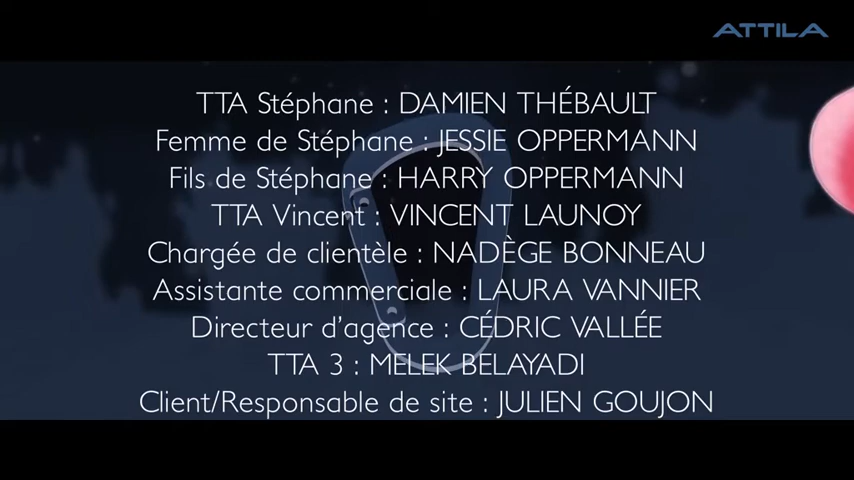 ATTILA
TTA Stéphane : DAMIEN THÉBAULT
Femme de Stéphane : JESSIE OPPERMANN
Fils de Stéphane : HARRY OPPERMANN
TTA Vincent : VINCENT LAUNOY
Chargée de clientèle : NADÈGE BONNEAU
Assistante commerciale : LAURA VANNIER
Directeur d'agence : CÉDRIC VALLÉE
TTA 3 : MELEK BELAYADI
Client/Responsable de site : JULIEN GOUJON